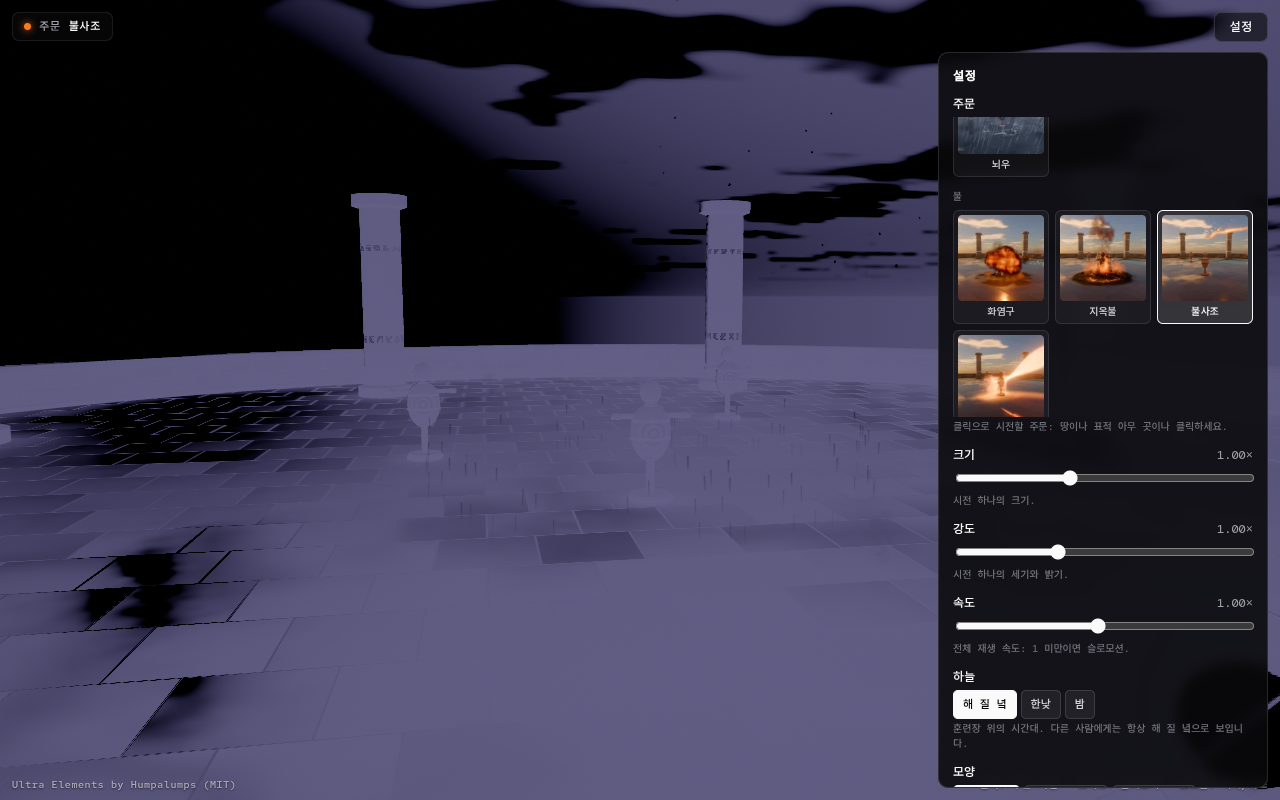 주문 불사조
설정
설정
주문
뇌우
불
화염구
지옥불
불사조
클릭으로 시전할 주문: 땅이나 표적 아무 곳이나 클릭하세요.
크기 1.00×
시전 하나의 크기.
강도 1.00×
시전 하나의 세기와 밝기.
속도 1.00×
전체 재생 속도: 1 미만이면 슬로모션.
하늘
해 질 녘 한낮 밤
훈련장 위의 시간대. 다른 사람에게는 항상 해 질 녘으로 보입니
다.
모양
Ultra Elements by Humpalumps (MIT)